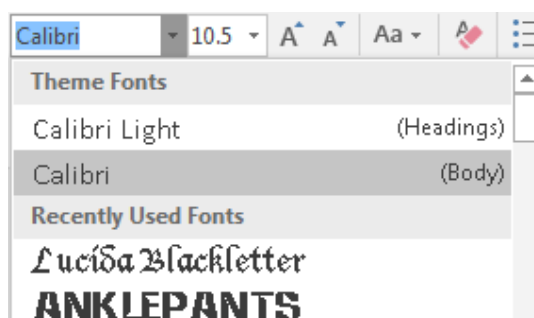 Calibri 10.5 A A Aa
Theme Fonts
Calibri Light (Headings)
Calibri (Body)
Recently Used Fonts
Lucida Blackletter
ANKLEPANTS